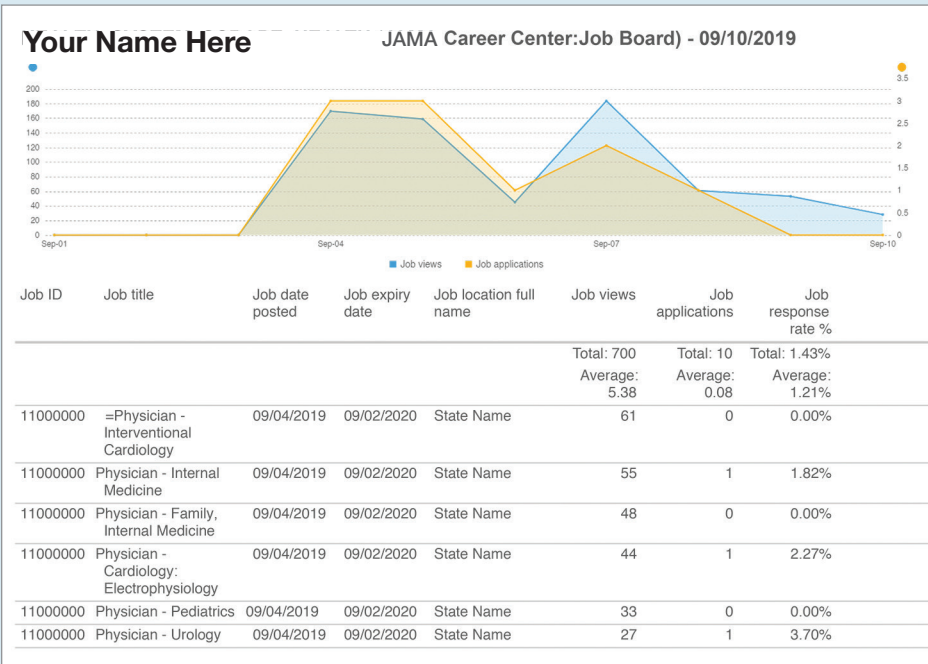 Your Name Here
JAMA Career Center:Job Board) - 09/10/2019
200
180
160
140
120
100
80
60
40
20
0
3.5
3
2.5
2
1.5
1
0.5
0
Sep-01 Sep-04 Sep-07 Sep-10
Job views Job applications
Job ID Job title Job date posted Job expiry date Job location full name Job views Job applications Job response rate %
Total: 700 Total: 10 Total: 1.43%
Average: 5.38 Average: 0.08 Average: 1.21%
11000000 =Physician - Interventional Cardiology 09/04/2019 09/02/2020 State Name 61 0 0.00%
11000000 Physician - Internal Medicine 09/04/2019 09/02/2020 State Name 55 1 1.82%
11000000 Physician - Family, Internal Medicine 09/04/2019 09/02/2020 State Name 48 0 0.00%
11000000 Physician - Cardiology: Electrophysiology 09/04/2019 09/02/2020 State Name 44 1 2.27%
11000000 Physician - Pediatrics 09/04/2019 09/02/2020 State Name 33 0 0.00%
11000000 Physician - Urology 09/04/2019 09/02/2020 State Name 27 1 3.70%